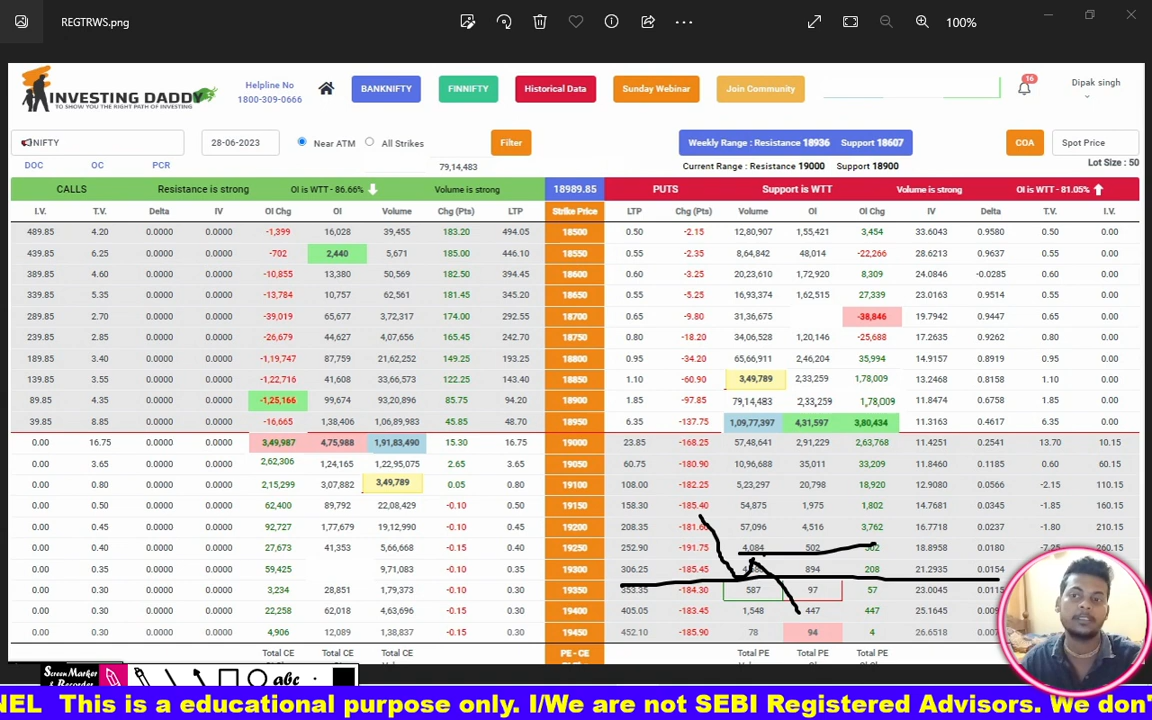 REGTRWS.png 100%
INVESTING DADDY
TO SHOW YOU THE RIGHT PATH OF INVESTING
Helpline No
1800-309-0666
BANKNIFTY FINNIFTY Historical Data Sunday Webinar Join Community 16 Dipak singh
NIFTY 28-06-2023 Near ATM All Strikes Filter Weekly Range : Resistance 18936 Support 18607 COA Spot Price
DOC OC PCR 79,14,483 Current Range : Resistance 19000 Support 18900 Lot Size : 50
CALLS Resistance is strong OI is WTT - 86.66% Volume is strong 18989.85 PUTS Support is WTT Volume is strong OI is WTT - 81.05%
I.V. T.V. Delta IV OI Chg OI Volume Chg (Pts) LTP Strike Price LTP Chg (Pts) Volume OI OI Chg IV Delta T.V. I.V.
489.85 4.20 0.0000 0.0000 -1,399 16,028 39,455 183.20 494.05 18500 0.50 -2.15 12,80,907 1,55,421 3,454 33.6043 0.9580 0.50 0.00
439.85 6.25 0.0000 0.0000 -702 2,440 5,671 185.00 446.10 18550 0.55 -2.35 8,64,842 48,014 -22,266 28.6213 0.9637 0.55 0.00
389.85 4.60 0.0000 0.0000 -10,855 13,380 50,569 182.50 394.45 18600 0.60 -3.25 20,23,610 1,72,920 8,309 24.0846 -0.0285 0.60 0.00
339.85 5.35 0.0000 0.0000 -13,784 10,757 62,561 181.45 345.20 18650 0.55 -5.25 16,93,374 1,62,515 27,339 23.0163 0.9514 0.55 0.00
289.85 2.70 0.0000 0.0000 -39,019 65,677 3,72,317 174.00 292.55 18700 0.65 -9.80 31,36,675 -38,846 19.7942 0.9447 0.65 0.00
239.85 2.85 0.0000 0.0000 -26,679 44,627 4,07,656 165.45 242.70 18750 0.80 -18.20 34,06,528 1,20,146 -25,688 17.2635 0.9262 0.80 0.00
189.85 3.40 0.0000 0.0000 -1,19,747 87,759 21,62,252 149.25 193.25 18800 0.95 -34.20 65,66,911 2,46,204 35,994 14.9157 0.8919 0.95 0.00
139.85 3.55 0.0000 0.0000 -1,22,716 41,608 33,66,573 122.25 143.40 18850 1.10 -60.90 3,49,789 2,33,259 1,78,009 13.2468 0.8158 1.10 0.00
89.85 4.35 0.0000 0.0000 -1,25,166 99,674 93,20,896 85.75 94.20 18900 1.85 -97.85 79,14,483 2,33,259 1,78,009 11.8474 0.6758 1.85 0.00
39.85 8.85 0.0000 0.0000 -16,665 1,38,406 1,06,89,983 45.85 48.70 18950 6.35 -137.75 1,09,77,397 4,31,597 3,80,434 11.3163 0.4617 6.35 0.00
0.00 16.75 0.0000 0.0000 3,49,987 4,75,988 1,91,83,490 15.30 16.75 19000 23.85 -168.25 57,48,641 2,91,229 2,63,768 11.4251 0.2541 13.70 10.15
0.00 3.65 0.0000 0.0000 2,62,306 1,24,165 1,22,95,075 2.65 3.65 19050 60.75 -180.90 10,96,688 35,011 33,209 11.8460 0.1185 0.60 60.15
0.00 0.80 0.0000 0.0000 2,15,299 3,07,882 3,49,789 0.05 0.80 19100 108.00 -182.25 5,23,297 20,798 18,920 12.9080 0.0566 -2.15 110.15
0.00 0.50 0.0000 0.0000 62,400 89,792 22,08,429 -0.10 0.50 19150 158.30 -185.40 54,875 1,975 1,802 14.3454 0.0345 -1.85 160.15
0.00 0.45 0.0000 0.0000 92,727 1,77,679 19,12,990 -0.10 0.45 19200 208.35 57,096 4,516 3,762 16.7718 0.0237 -1.80 210.15
0.00 0.40 0.0000 0.0000 27,673 41,353 5,66,668 -0.15 0.40 19250 252.90 -191.75 4,084 502 18.8958 0.0180 260.15
0.00 0.35 0.0000 0.0000 59,425 9,71,083 -0.10 0.35 19300 306.25 -185.45 894 208 21.2935 0.0154
0.00 0.30 0.0000 0.0000 3,234 28,851 1,79,373 -0.10 0.30 19350 353.35 -184.30 587 97 57 23.0045
0.00 0.30 0.0000 0.0000 22,258 62,018 4,63,696 -0.15 0.30 19400 405.05 -183.45 1,548 447 447 25.1645
0.00 0.30 0.0000 0.0000 4,906 12,089 1,38,837 -0.15 0.30 19450 452.10 -185.90 78 94 4 26.6518
Total CE Total CE Total CE PE - CE Total PE Total PE Total PE
Screen Marker & Recorder abc
NEL This is a educational purpose only. I/We are not SEBI Registered Advisors. We don'